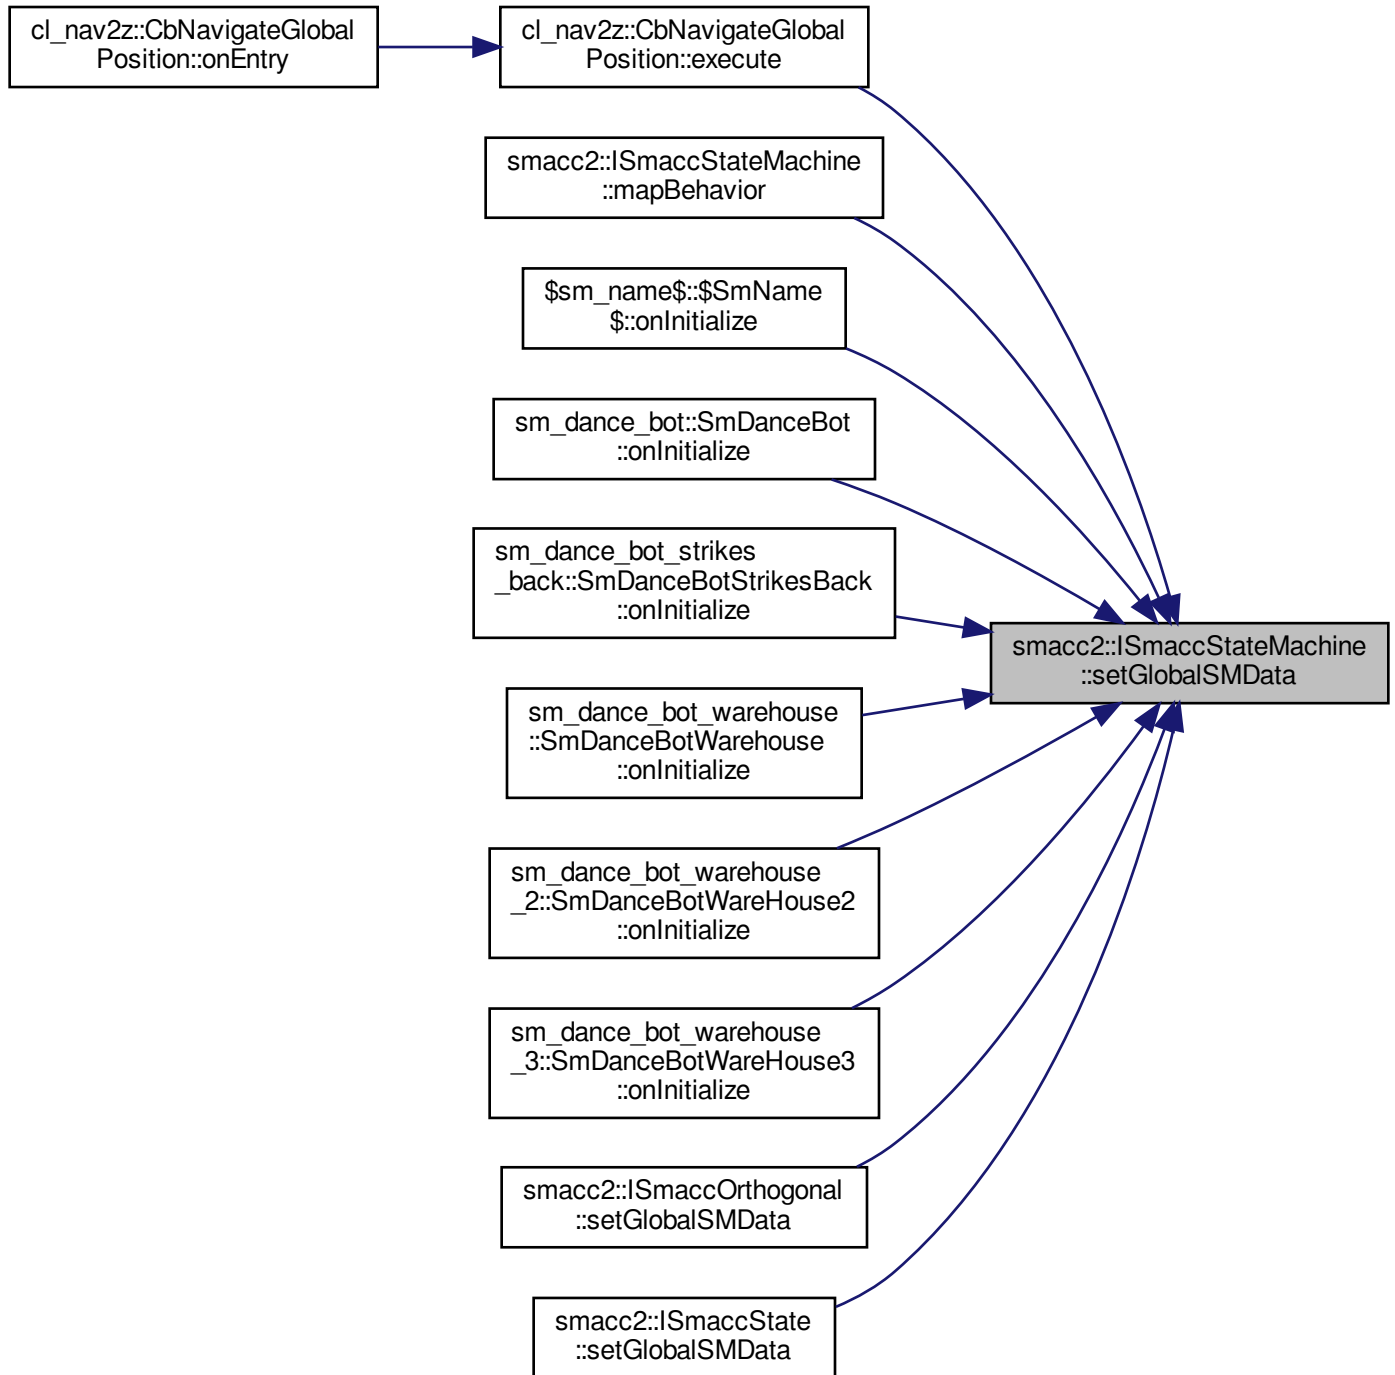 cl_nav2z::CbNavigateGlobal
Position::onEntry
cl_nav2z::CbNavigateGlobal
Position::execute
smacc2::ISmaccStateMachine
::mapBehavior
$sm_name$::$SmName
$::onInitialize
sm_dance_bot::SmDanceBot
::onInitialize
sm_dance_bot_strikes
_back::SmDanceBotStrikesBack
::onInitialize
smacc2::ISmaccStateMachine
::setGlobalSMData
sm_dance_bot_warehouse
::SmDanceBotWarehouse
::onInitialize
sm_dance_bot_warehouse
_2::SmDanceBotWareHouse2
::onInitialize
sm_dance_bot_warehouse
_3::SmDanceBotWareHouse3
::onInitialize
smacc2::ISmaccOrthogonal
::setGlobalSMData
smacc2::ISmaccState
::setGlobalSMData